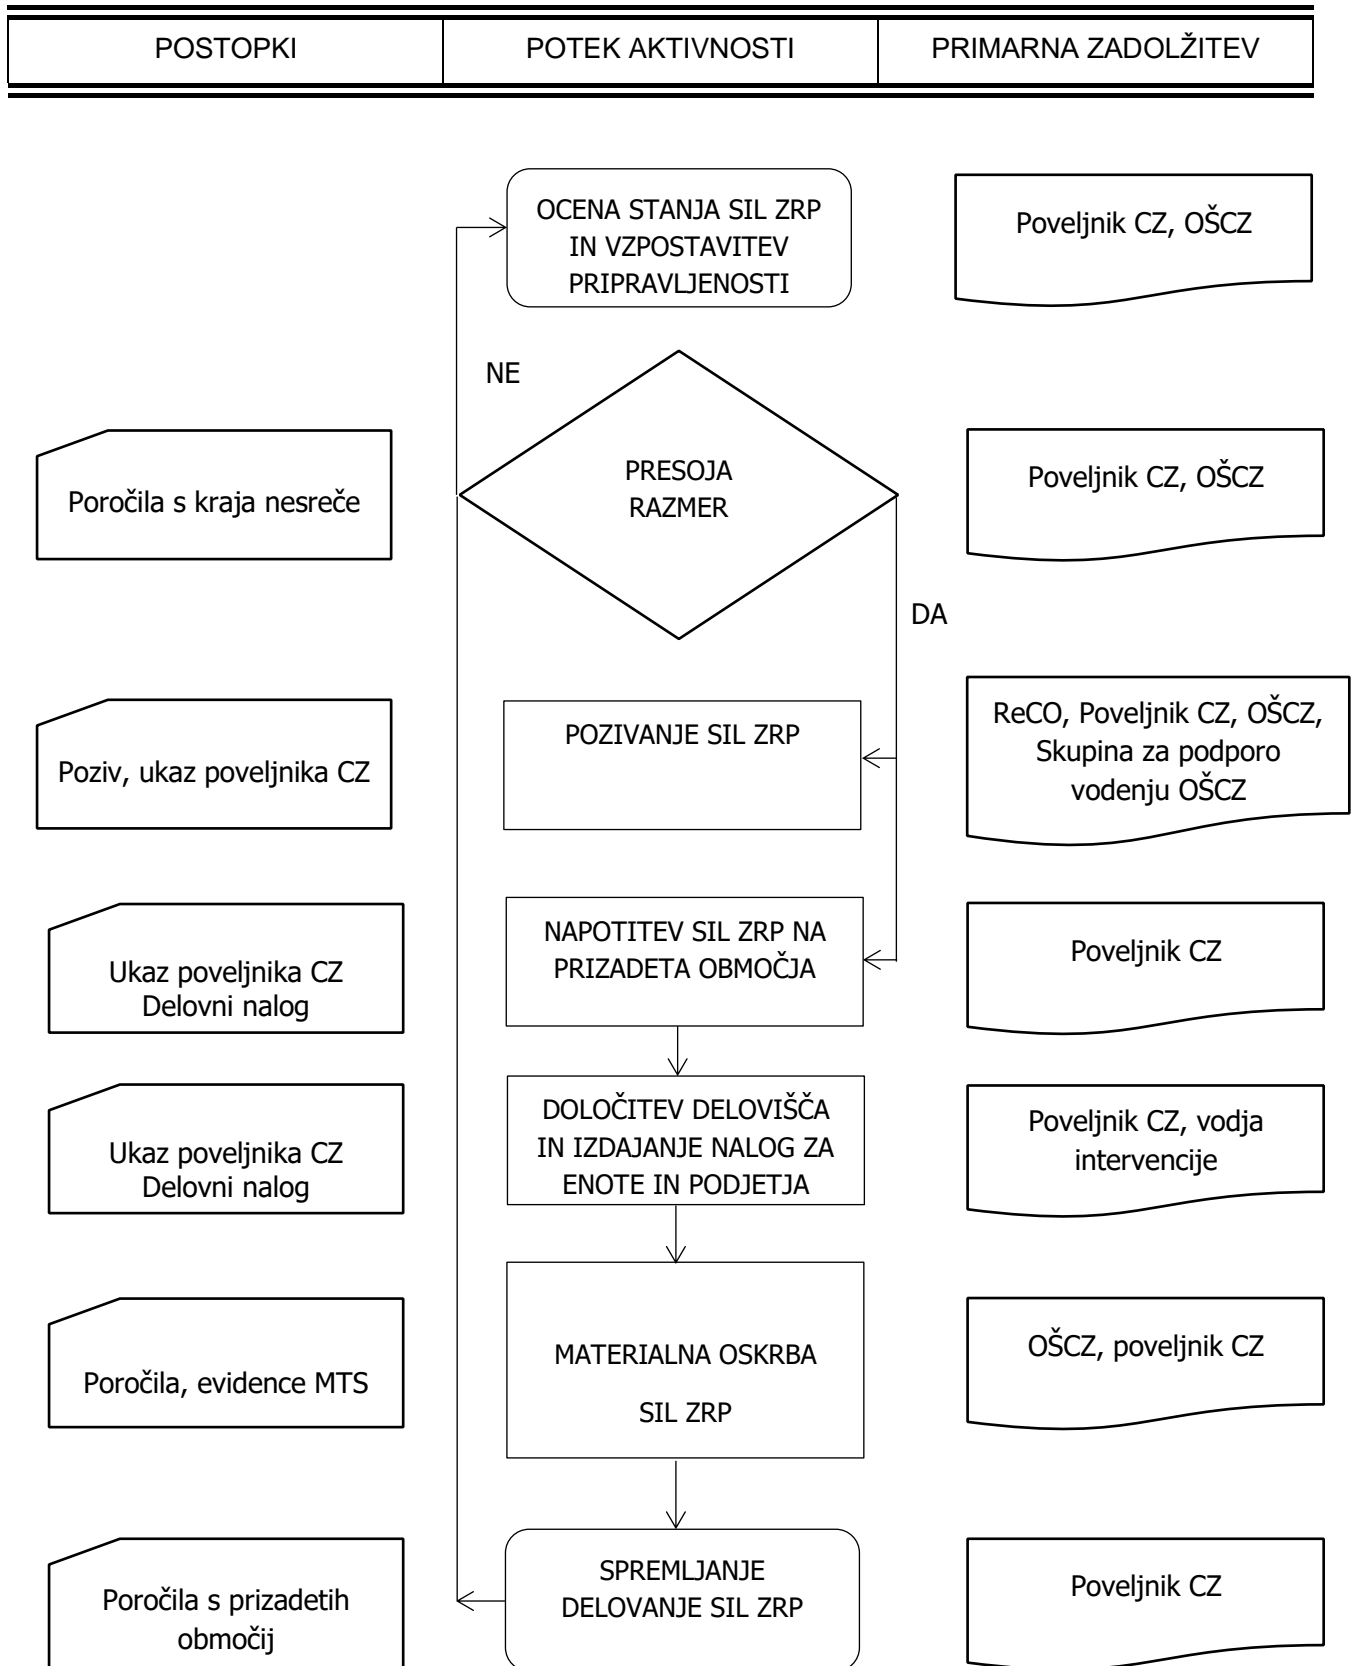 POSTOPKI
POTEK AKTIVNOSTI
PRIMARNA ZADOLŽITEV
OCENA STANJA SIL ZRP
IN VZPOSTAVITEV
PRIPRAVLJENOSTI
Poveljnik CZ, OŠCZ
NE
Poročila s kraja nesreče
PRESOJA
RAZMER
Poveljnik CZ, OŠCZ
DA
Poziv, ukaz poveljnika CZ
POZIVANJE SIL ZRP
ReCO, Poveljnik CZ, OŠCZ,
Skupina za podporo
vodenju OŠCZ
Ukaz poveljnika CZ
Delovni nalog
NAPOTITEV SIL ZRP NA
PRIZADETA OBMOČJA
Poveljnik CZ
Ukaz poveljnika CZ
Delovni nalog
DOLOČITEV DELOVIŠČA
IN IZDAJANJE NALOG ZA
ENOTE IN PODJETJA
Poveljnik CZ, vodja
intervencije
Poročila, evidence MTS
MATERIALNA OSKRBA
SIL ZRP
OŠCZ, poveljnik CZ
Poročila s prizadetih
območij
SPREMLJANJE
DELOVANJE SIL ZRP
Poveljnik CZ